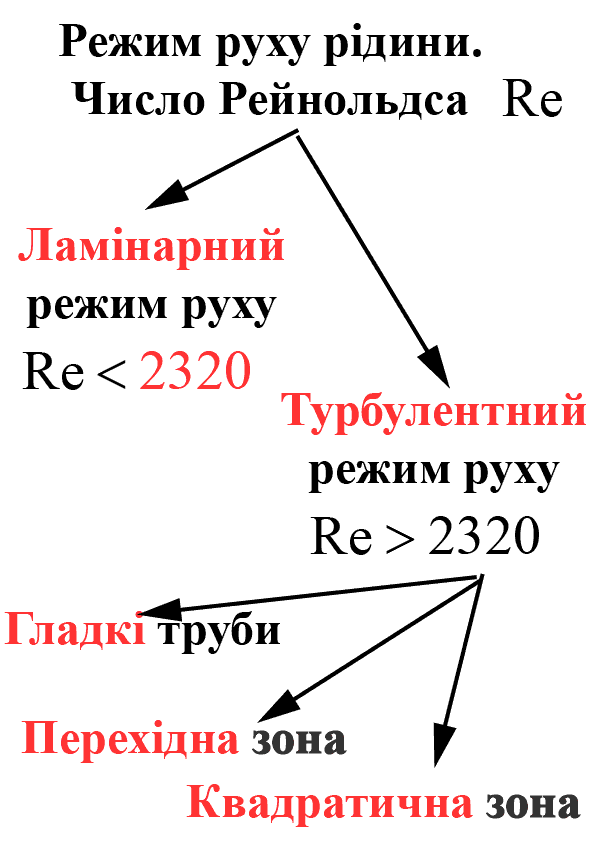 Режим руху рідини.
Число Рейнольдса Re
Ламінарний
режим руху
Re < 2320
Турбулентний
режим руху
Re > 2320
Гладкі труби
Перехідна зона
Квадратична зона